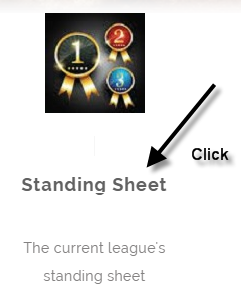 1
2
3
Click
Standing Sheet
The current league's
standing sheet